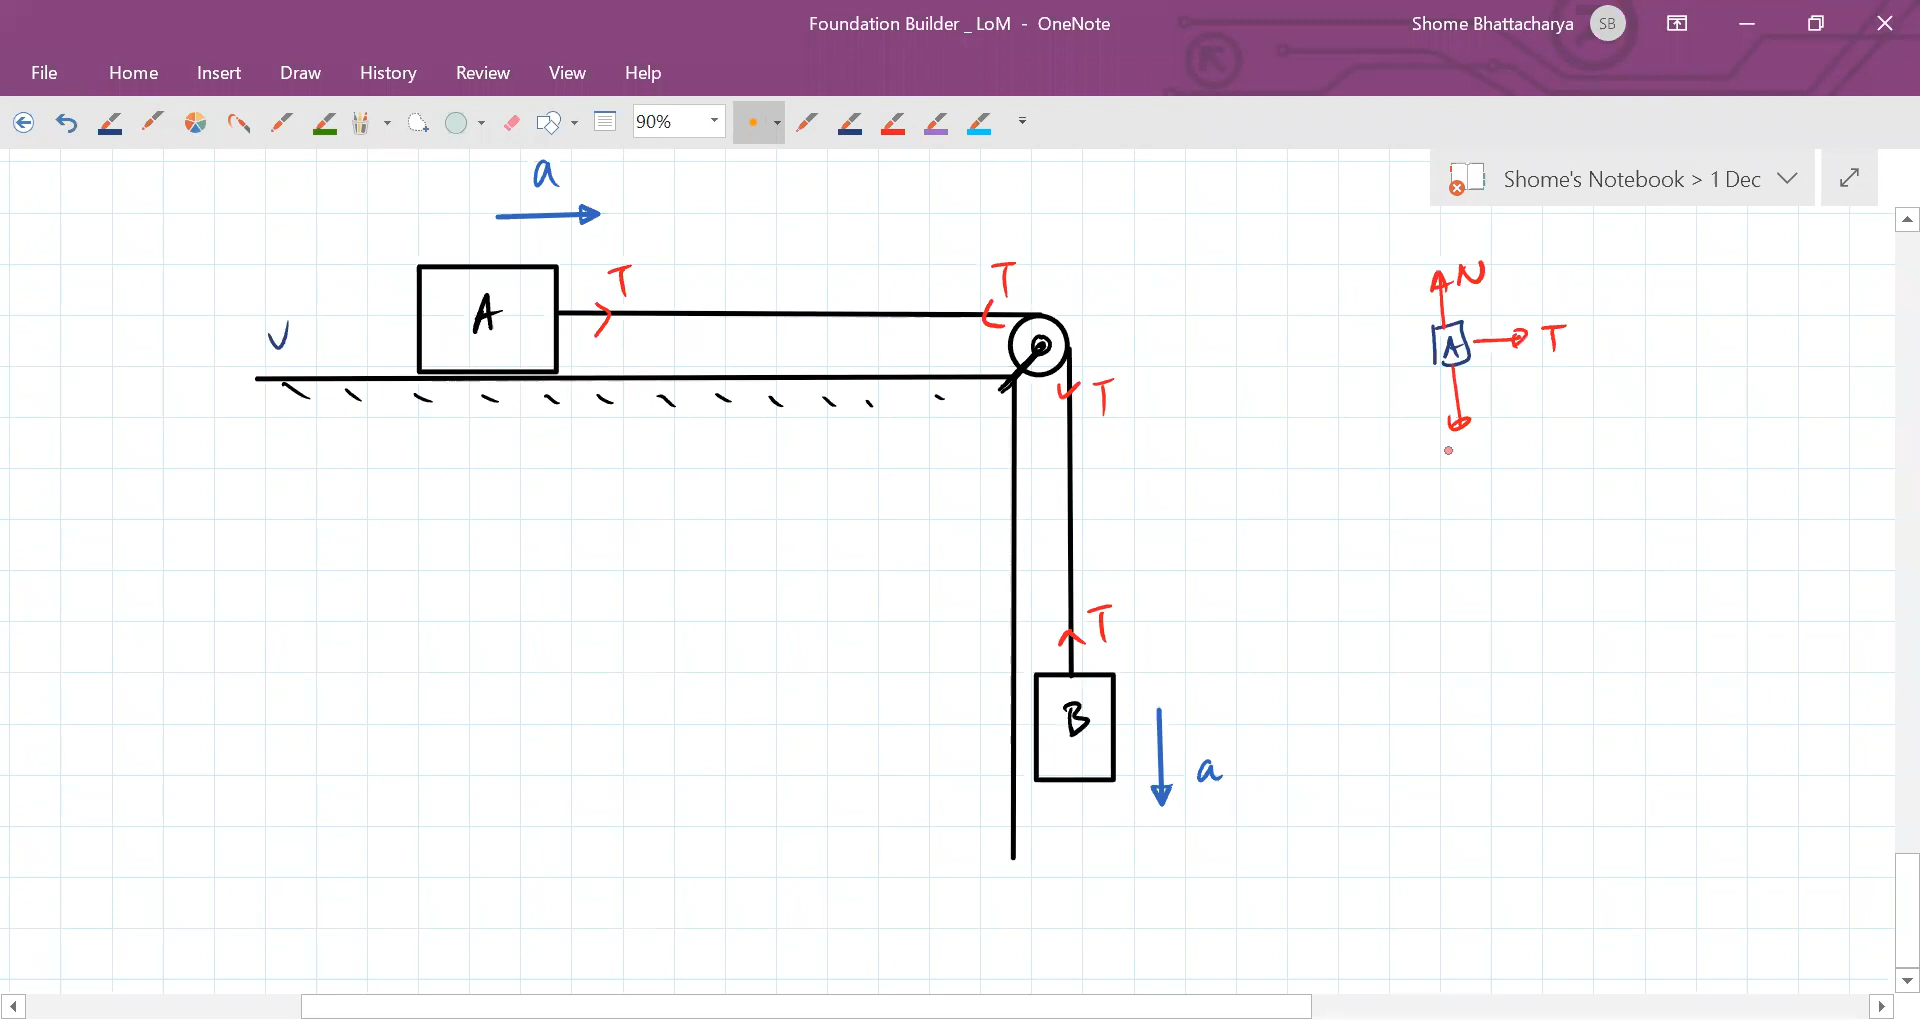 Foundation Builder _ LoM - OneNote
Shome Bhattacharya SB
File Home Insert Draw History Review View Help
90%
Shome's Notebook > 1 Dec
a
T
T
N
A
A
T
T
T
B
a